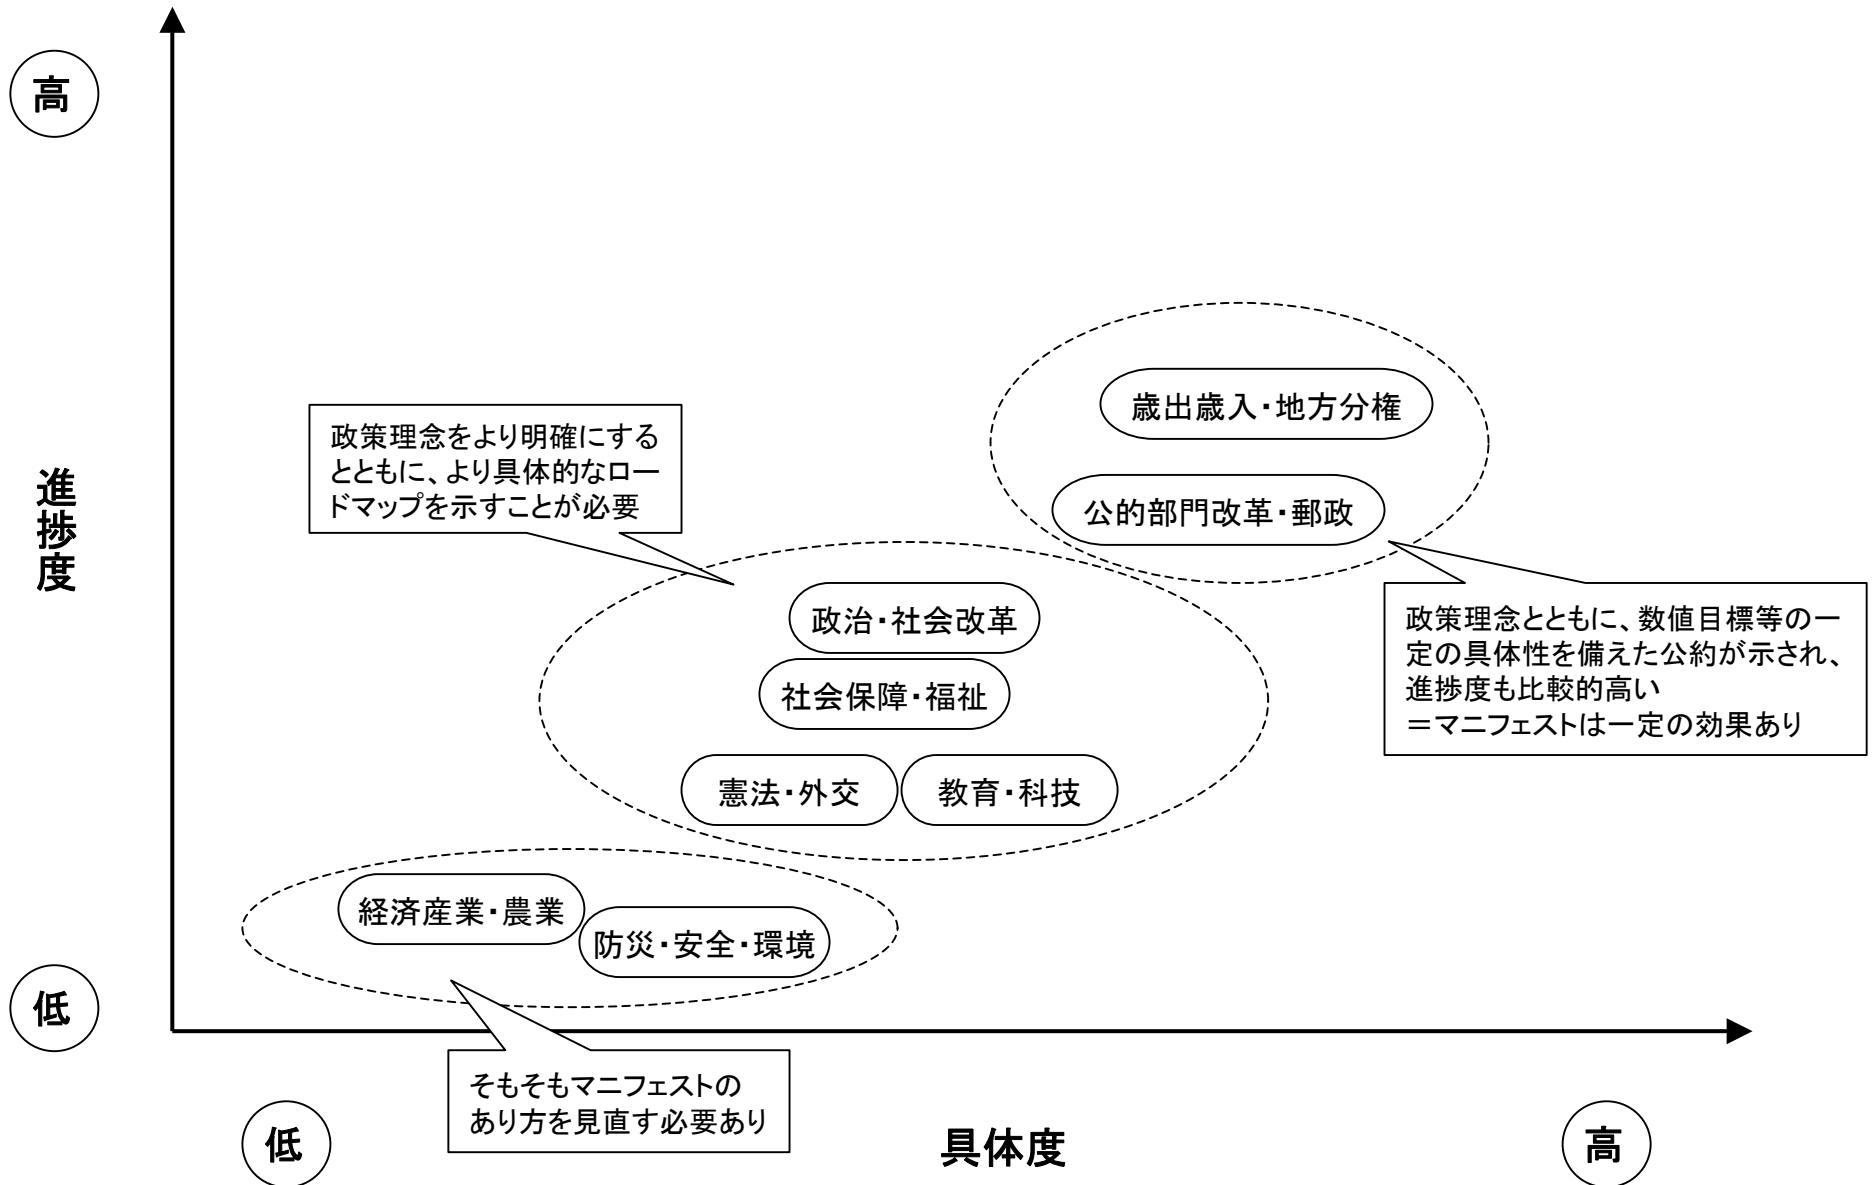 高
歳出歳入・地方分権
政策理念をより明確にする
とともに、より具体的なロー
ドマップを示すことが必要
進捗度
公的部門改革・郵政
政治・社会改革
政策理念とともに、数値目標等の一
定の具体性を備えた公約が示され、
進捗度も比較的高い
＝マニフェストは一定の効果あり
社会保障・福祉
憲法・外交
教育・科技
経済産業・農業
防災・安全・環境
低
そもそもマニフェストの
あり方を見直す必要あり
低
具体度
高